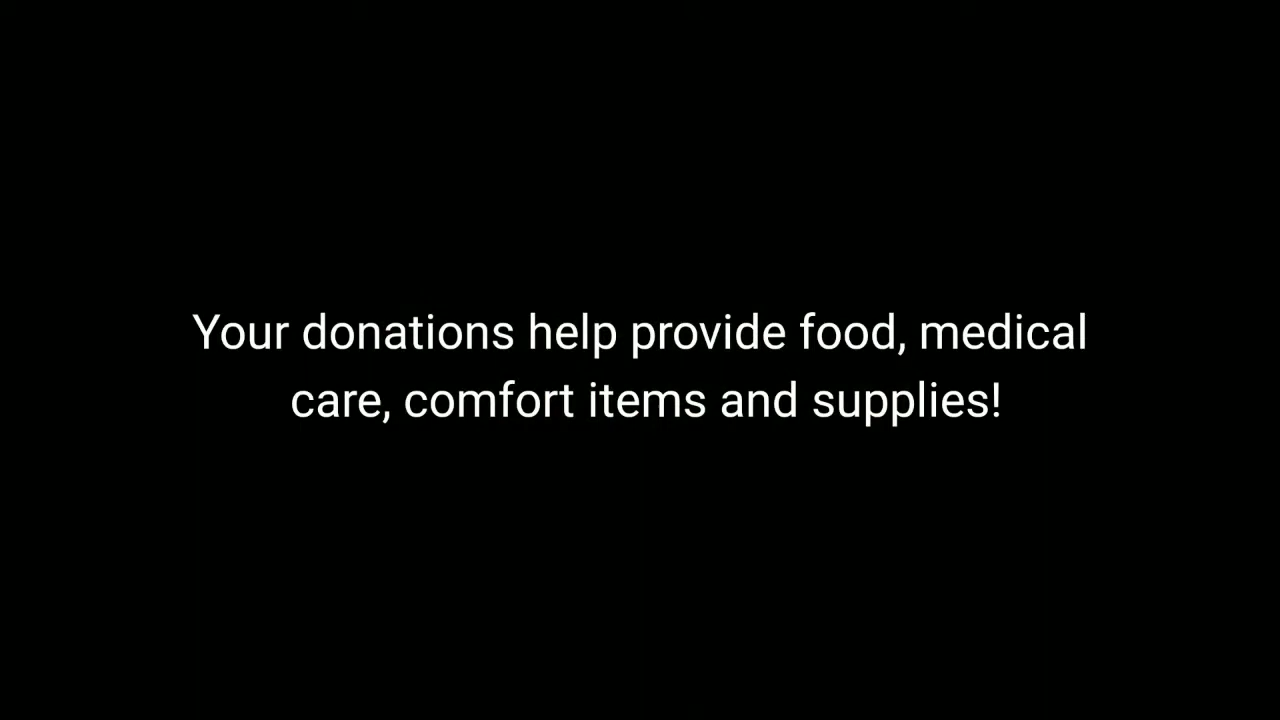 Your donations help provide food, medical
care, comfort items and supplies!